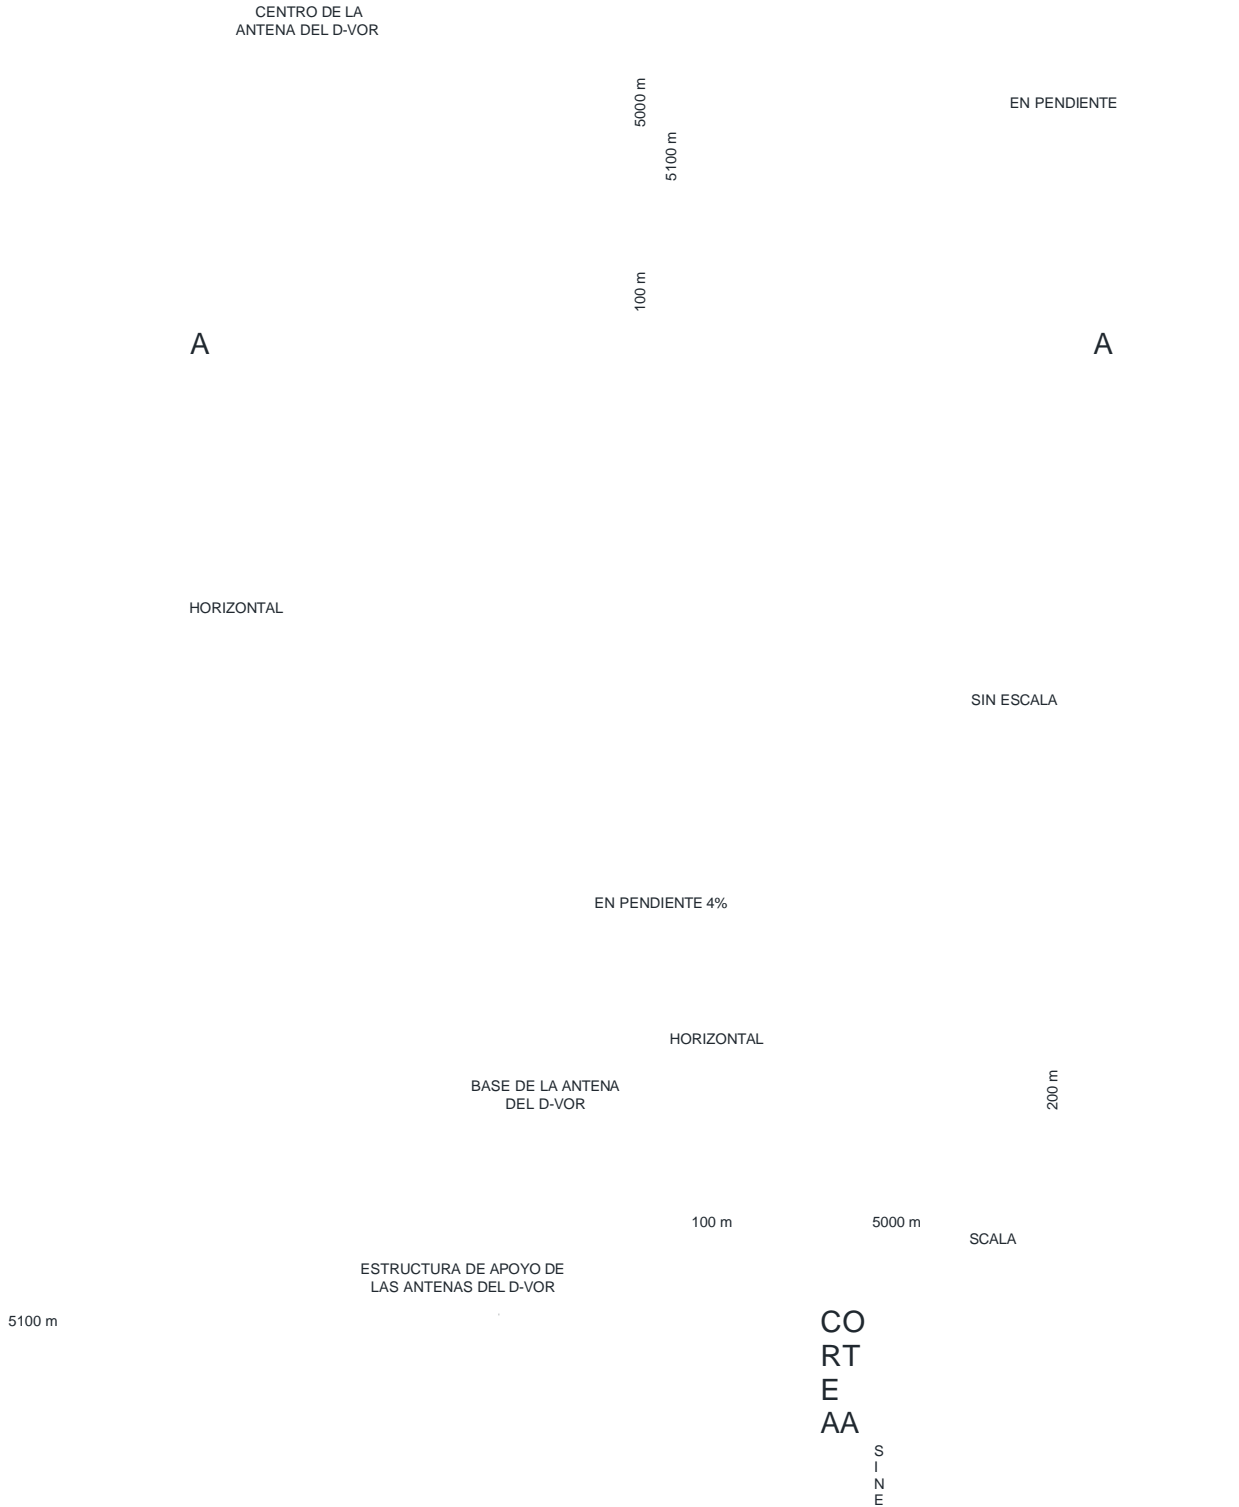 CENTRO DE LA
ANTENA DEL D-VOR
5000 m
EN PENDIENTE
5100 m
100 m
A
A
HORIZONTAL
SIN ESCALA
EN PENDIENTE 4%
HORIZONTAL
BASE DE LA ANTENA
DEL D-VOR
200 m
100 m
5000 m
SCALA
ESTRUCTURA DE APOYO DE
LAS ANTENAS DEL D-VOR
5100 m
CO
RT
E
AA
S
I
N
E